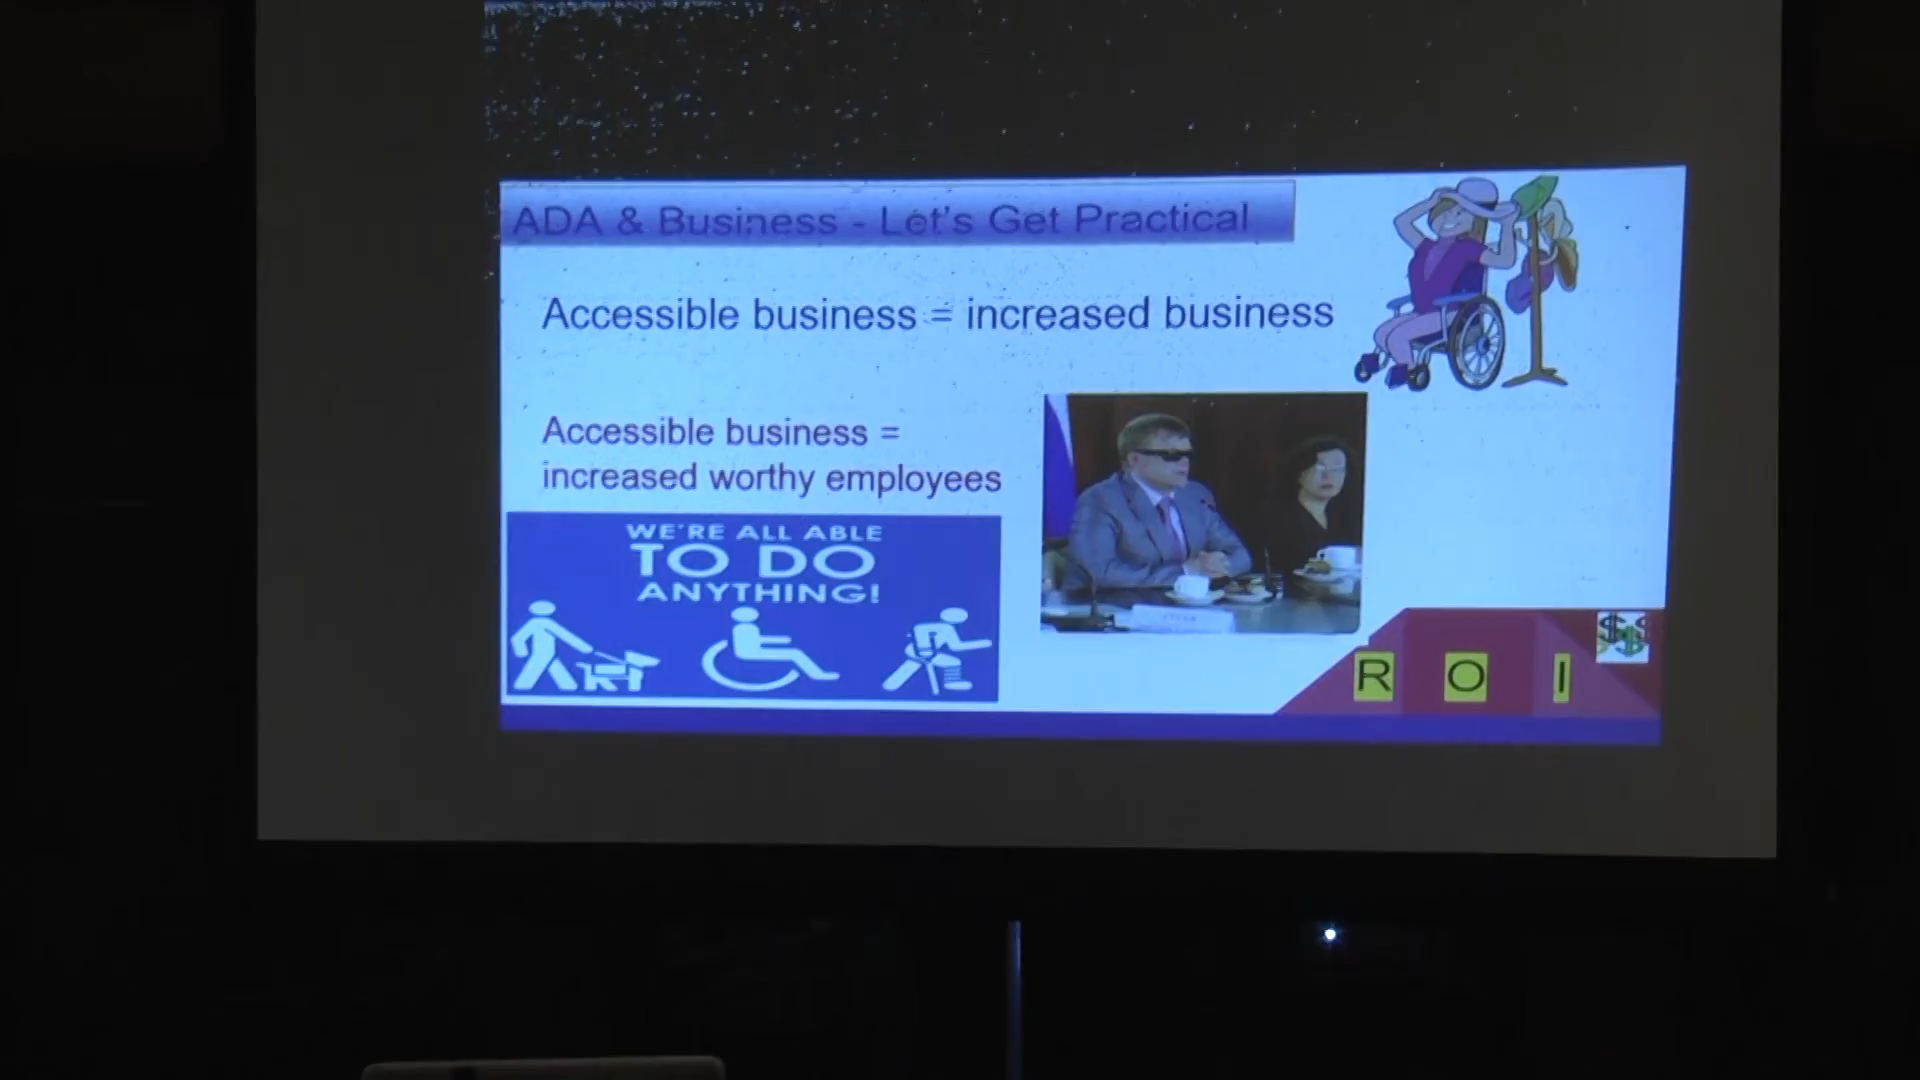 ADA & Business - Let's Get Practical
Accessible business = increased business
Accessible business =
increased worthy employees
WE'RE ALL ABLE
TO DO
ANYTHING!
R O I
$$$